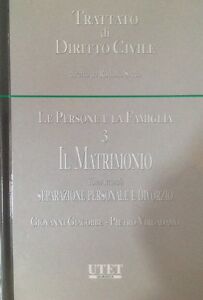 TRATTATO
DI
DIRITTO CIVILE
LE PERSONE E LA FAMIGLIA
3
IL MATRIMONIO
SEPARAZIONE PERSONALE E DIVORZIO
GIOVANNI GIACOBBE - PIETRO VIRGADAMO
UTET